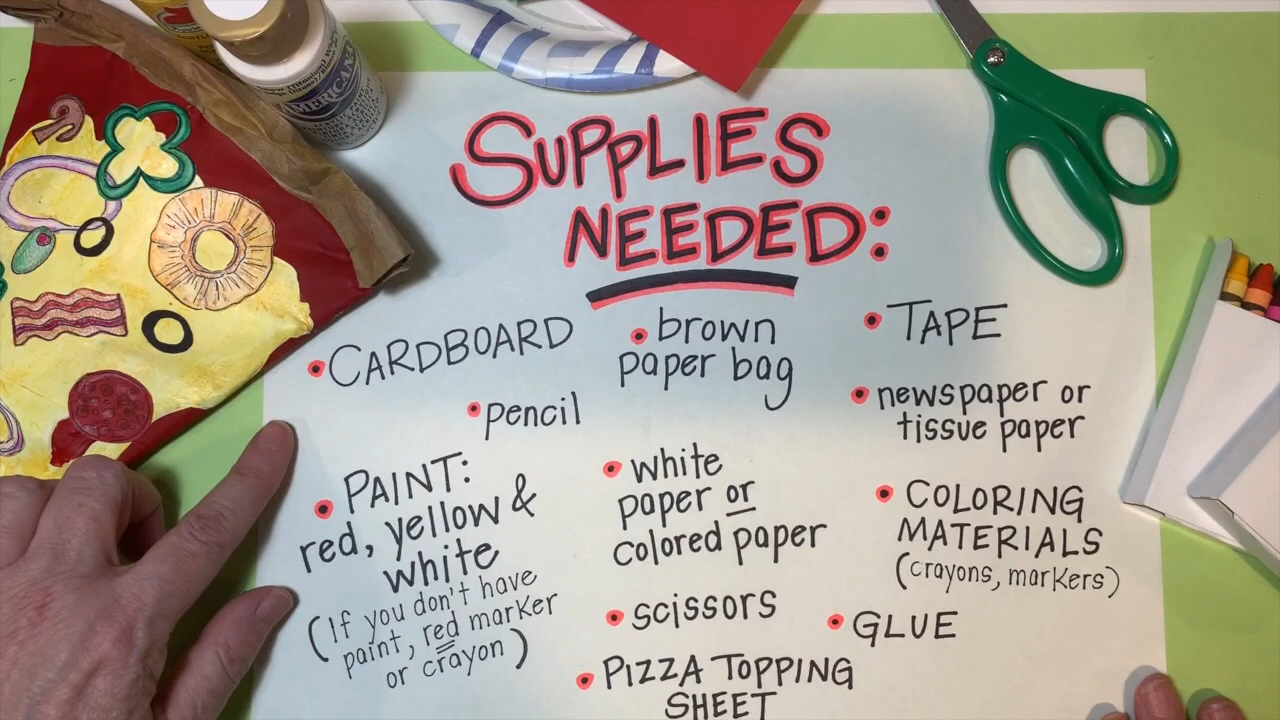 AMERICANA
SUPPLIES
NEEDED:
• CARDBOARD
• pencil
• PAINT:
red, yellow &
white
(If you don't have
paint, red marker
or crayon)
• brown
paper bag
• white
paper or
colored paper
• scissors
• PIZZA TOPPING
SHEET
• TAPE
• newspaper or
tissue paper
• COLORING
MATERIALS
(crayons, markers)
• GLUE